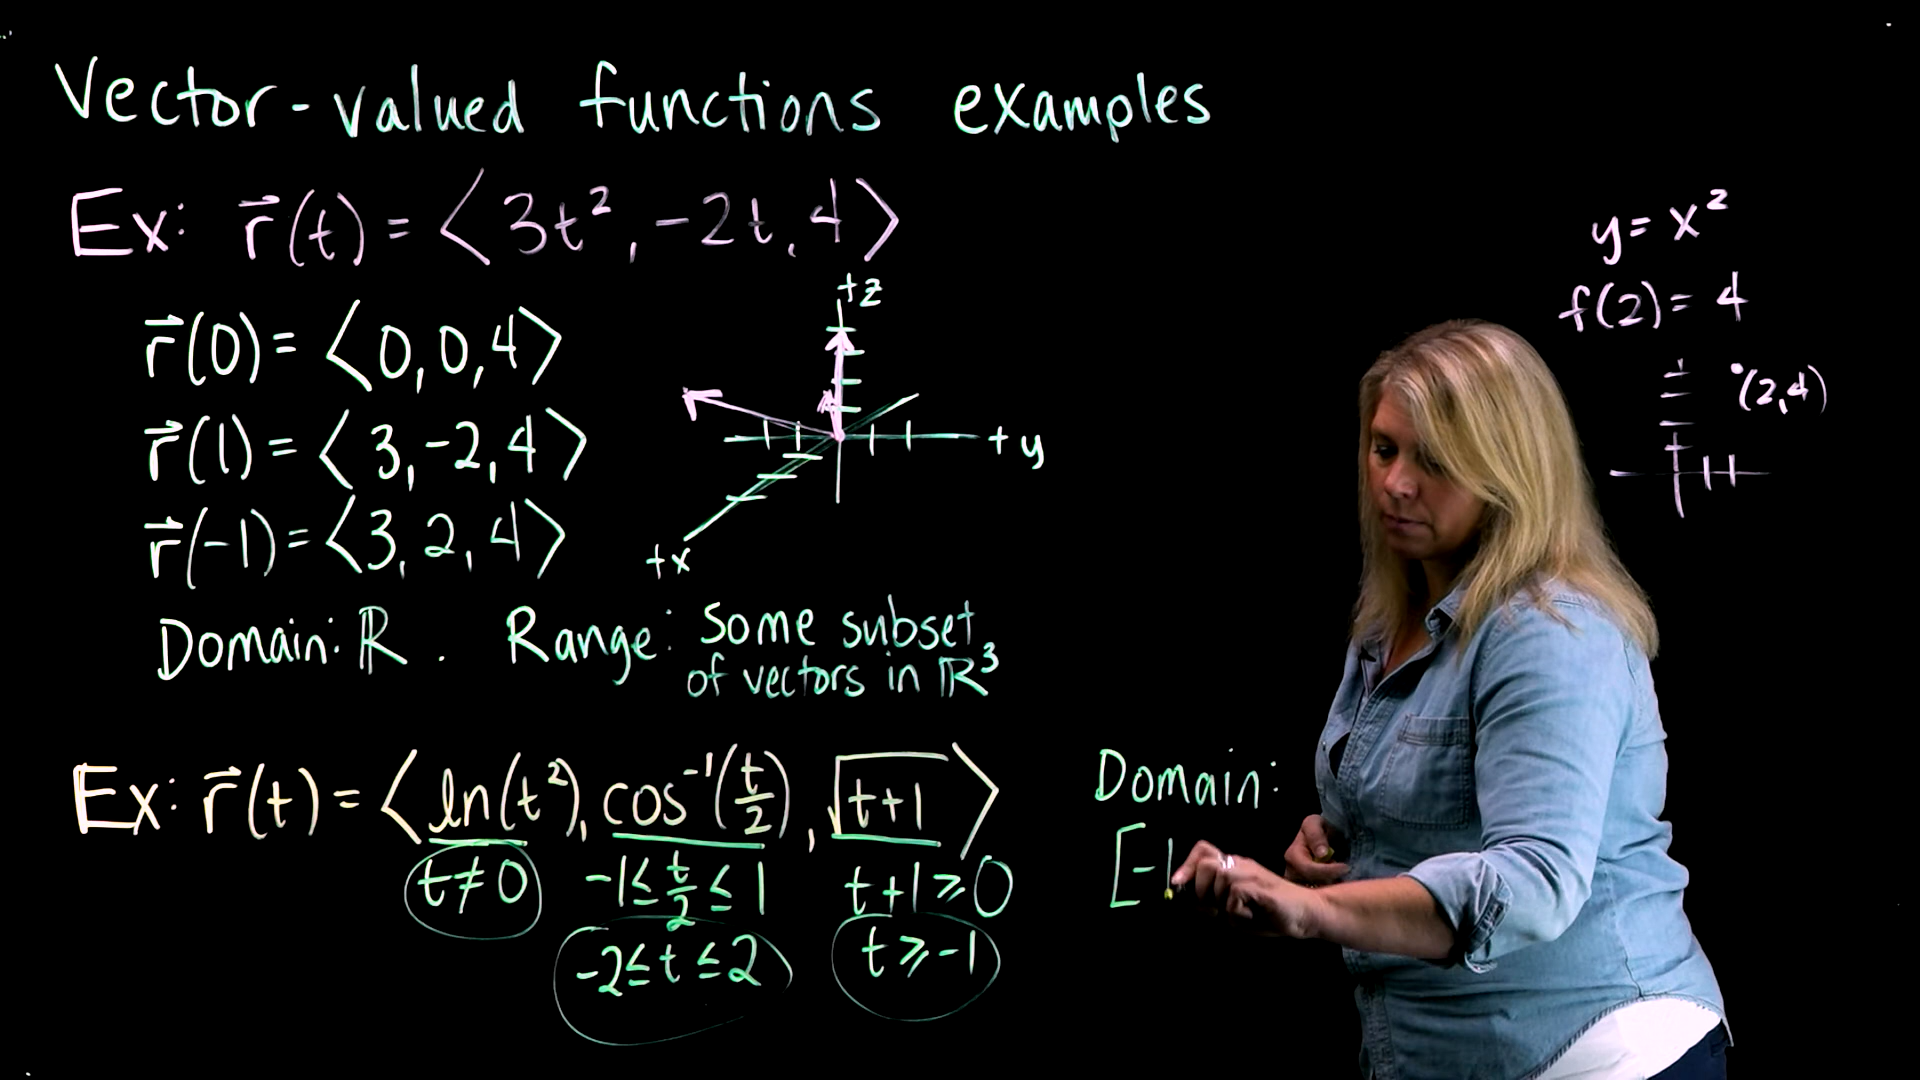 Vector-valued functions examples
Ex: r⃗(t) = ⟨3t², -2t, 4⟩
r⃗(0) = ⟨0, 0, 4⟩
r⃗(1) = ⟨3, -2, 4⟩
r⃗(-1) = ⟨3, 2, 4⟩
+z
+y
+x
Domain: ℝ. Range: Some subset
of vectors in ℝ³
y = x²
f(2) = 4
(2,4)
Ex: r⃗(t) = ⟨ln(t²), cos⁻¹(t/2), √t+1⟩
t ≠ 0
-1 ≤ t/2 ≤ 1
-2 ≤ t ≤ 2
t+1 ≥ 0
t ≥ -1
Domain:
[-1